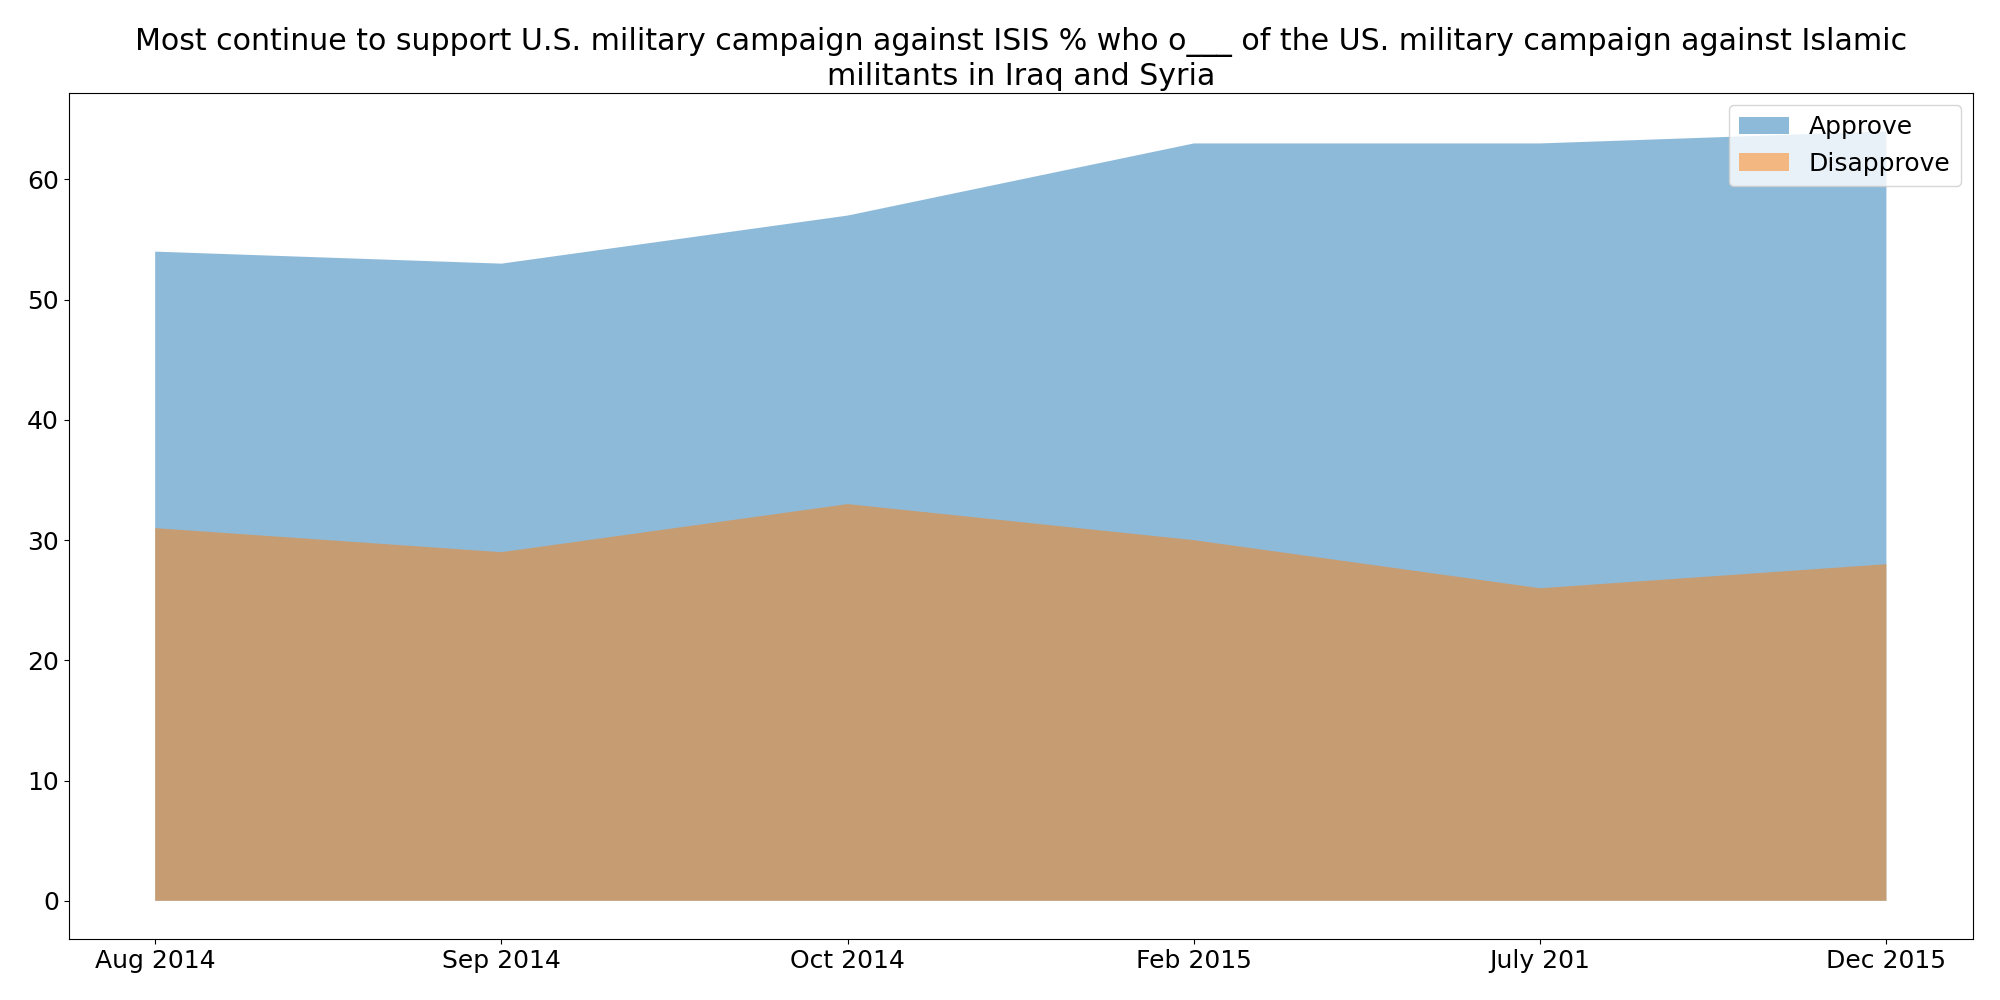 Most continue to support U.S. military campaign against ISIS % who o___ of the US. military campaign against Islamic
militants in Iraq and Syria
Approve
Disapprove
60
50
40
30
20
10
0
Aug 2014 Sep 2014 Oct 2014 Feb 2015 July 201 Dec 2015